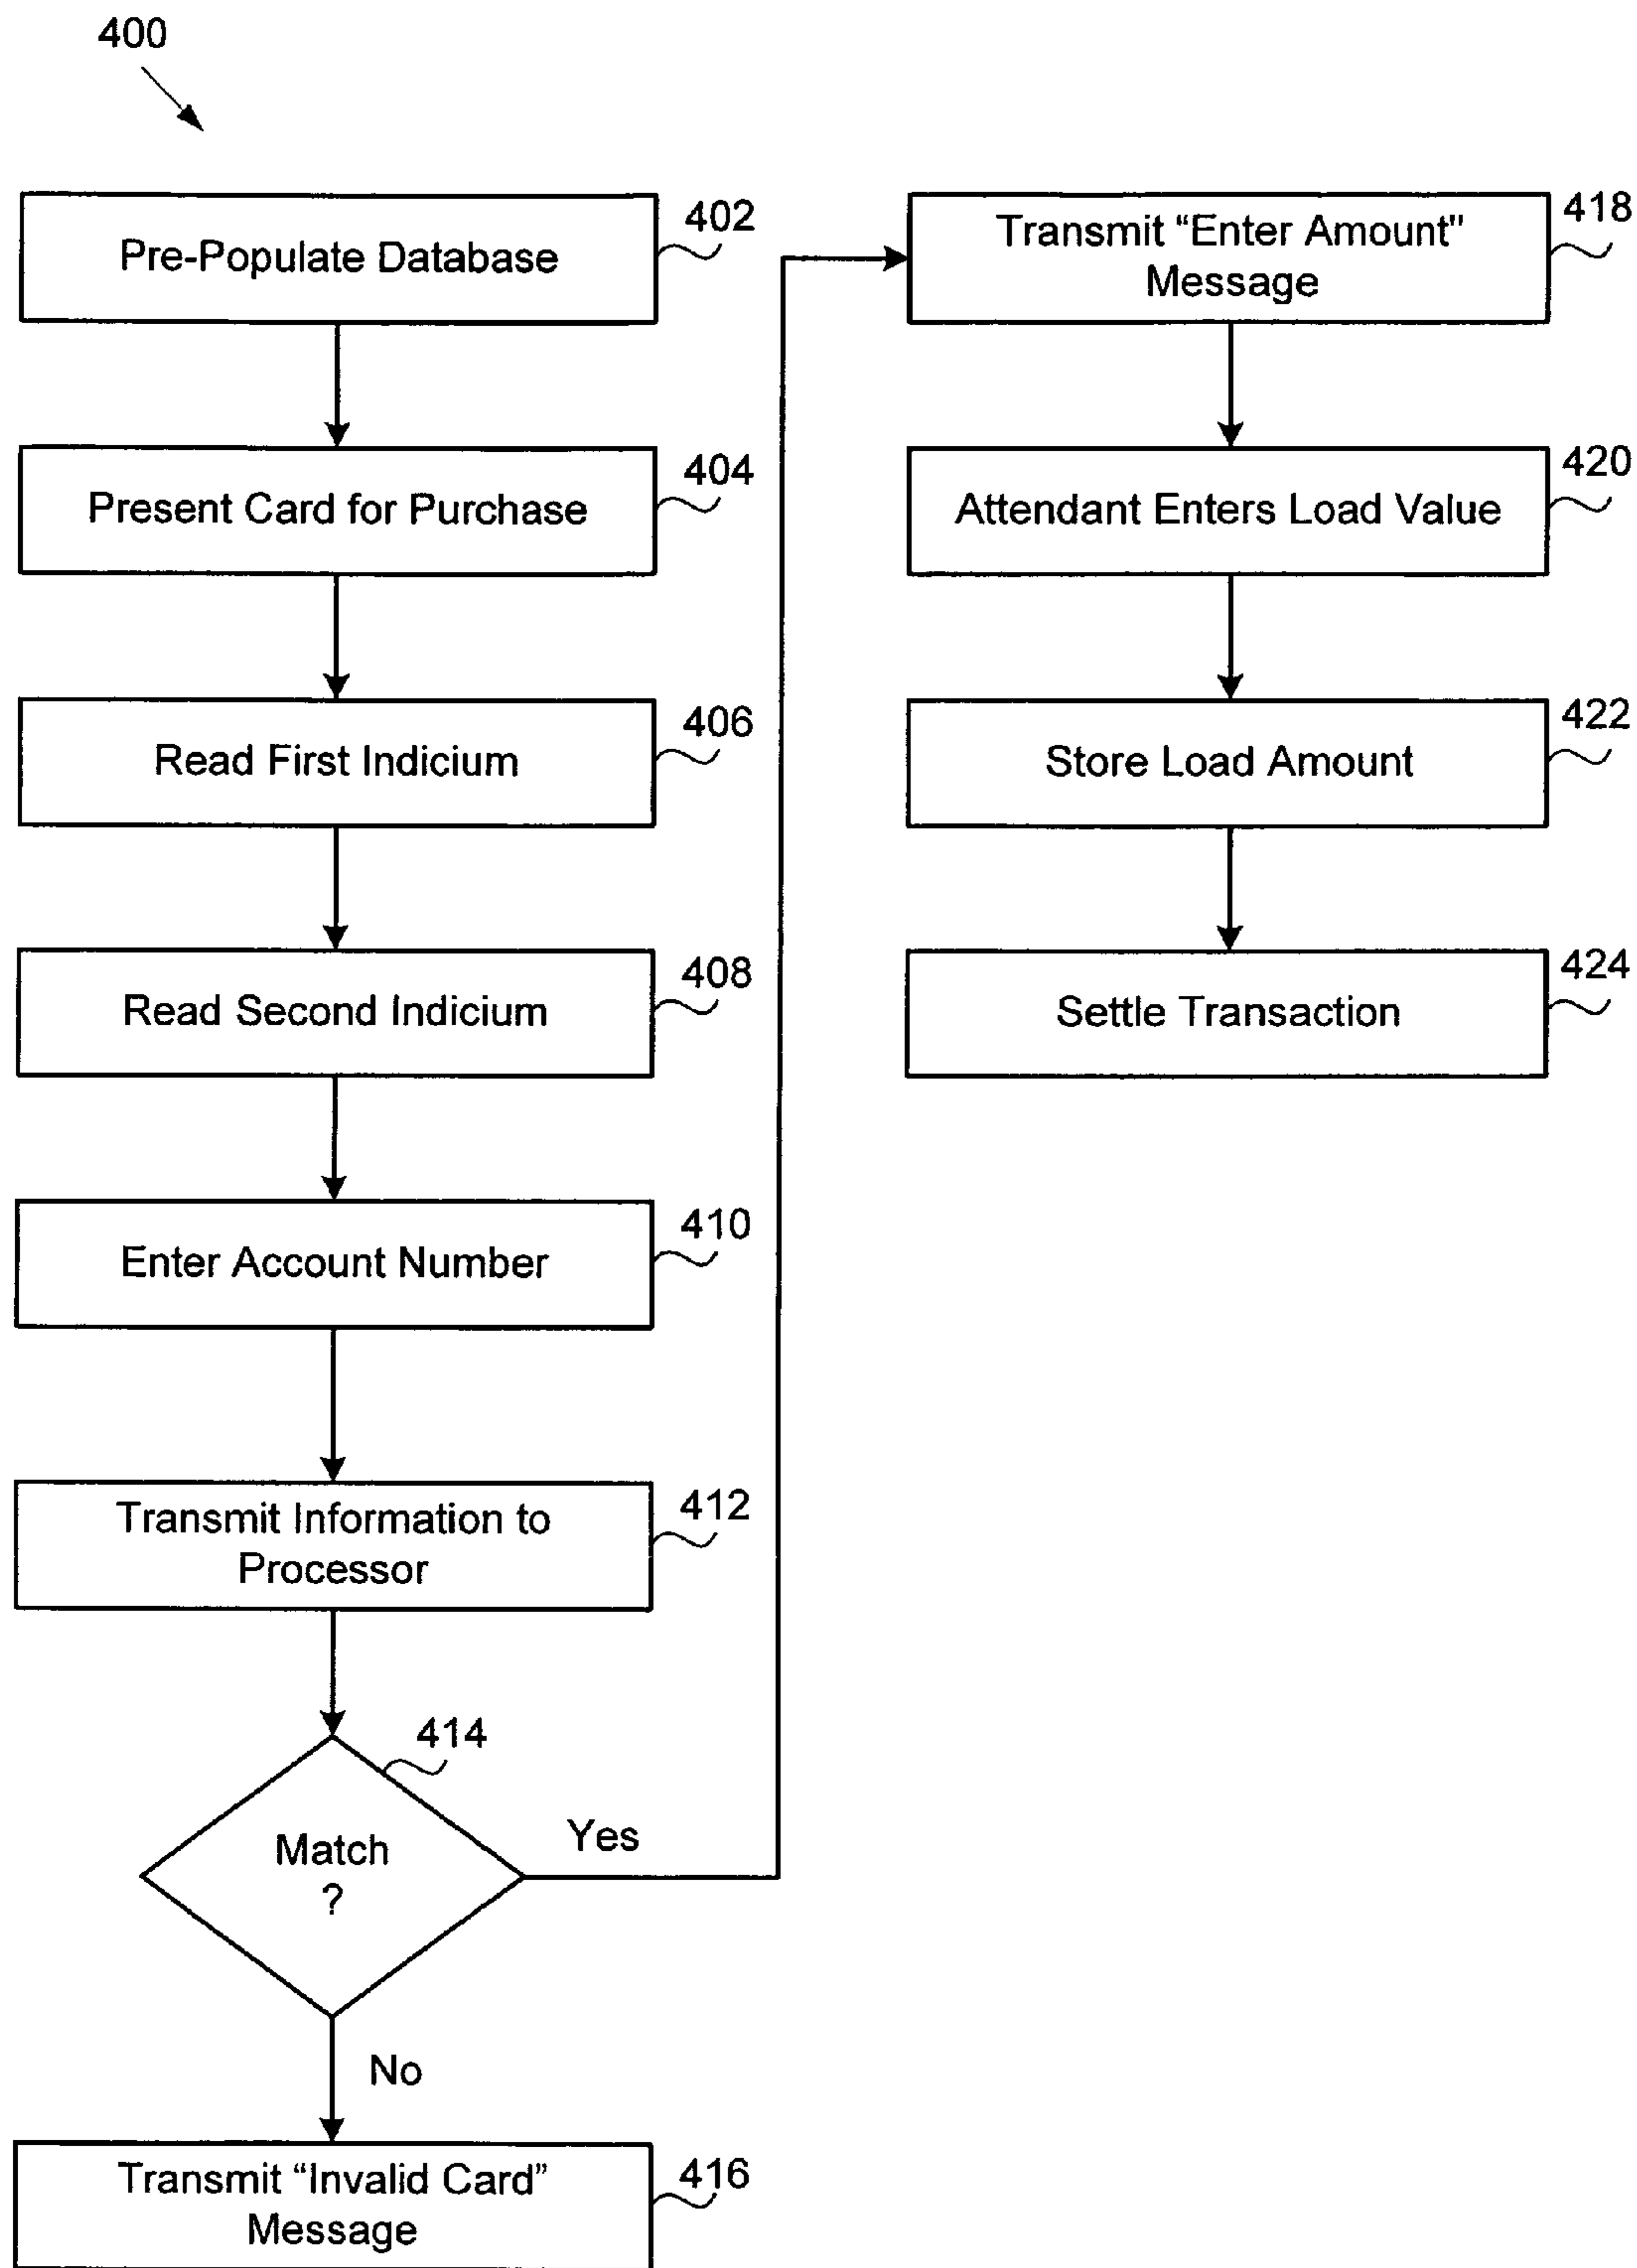 400
Pre-Populate Database
402
Present Card for Purchase
404
Read First Indicium
406
Read Second Indicium
408
Enter Account Number
410
Transmit Information to
Processor
412
Match
?
414
Yes
No
Transmit “Invalid Card”
Message
416
Transmit “Enter Amount”
Message
418
Attendant Enters Load Value
420
Store Load Amount
422
Settle Transaction
424